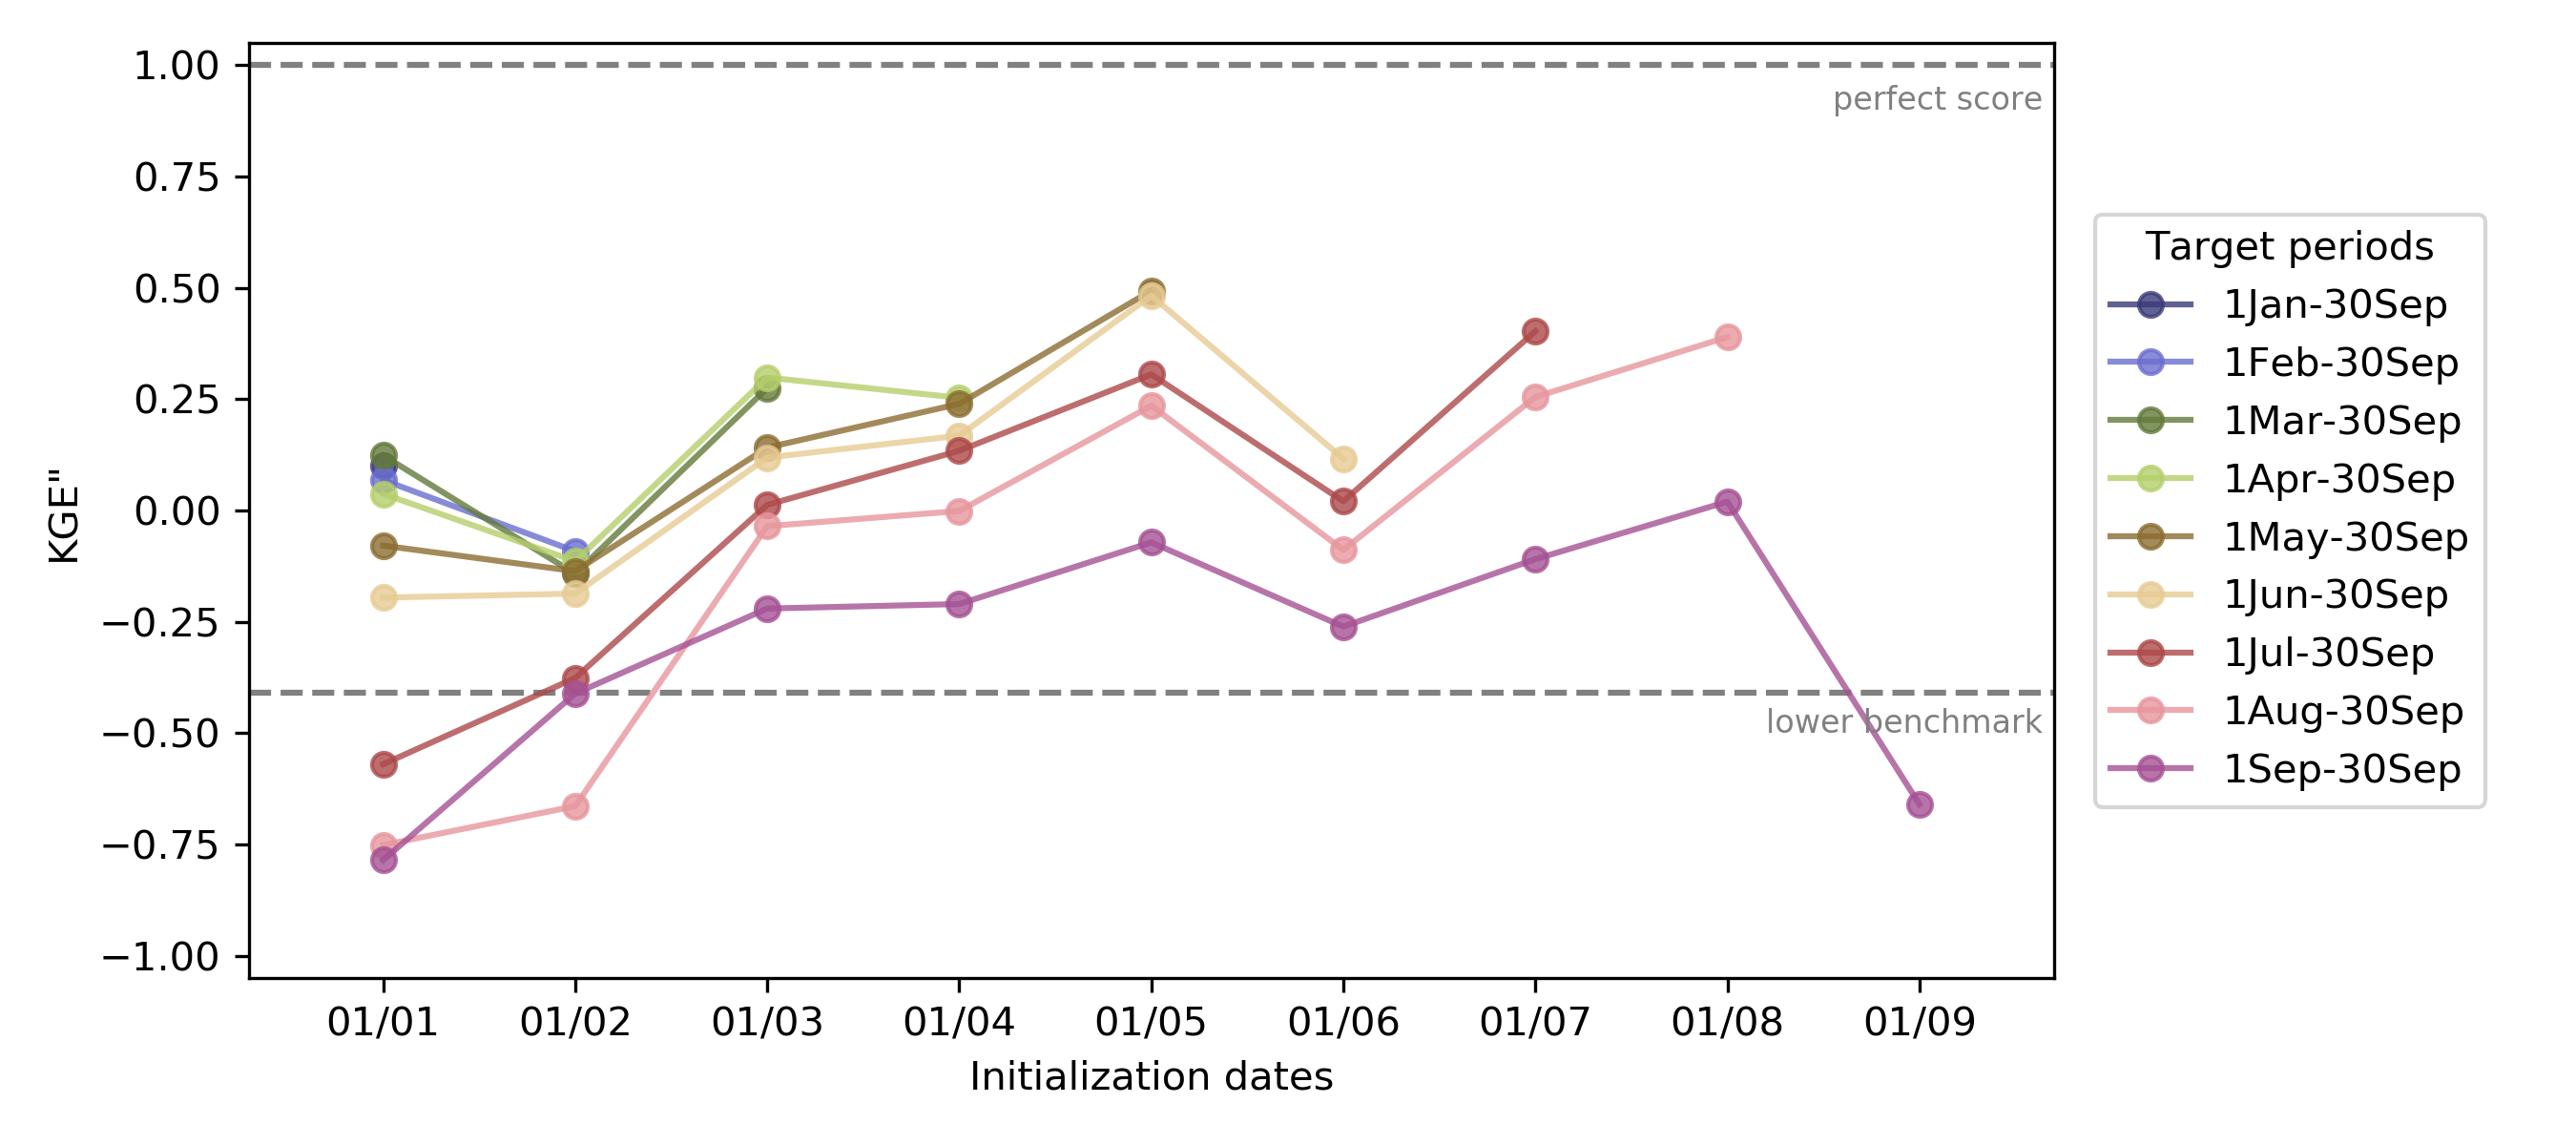 1.00
0.75
0.50
0.25
0.00
−0.25
−0.50
−0.75
−1.00
KGE"
perfect score
lower benchmark
01/01 01/02 01/03 01/04 01/05 01/06 01/07 01/08 01/09
Initialization dates
Target periods
1Jan-30Sep
1Feb-30Sep
1Mar-30Sep
1Apr-30Sep
1May-30Sep
1Jun-30Sep
1Jul-30Sep
1Aug-30Sep
1Sep-30Sep